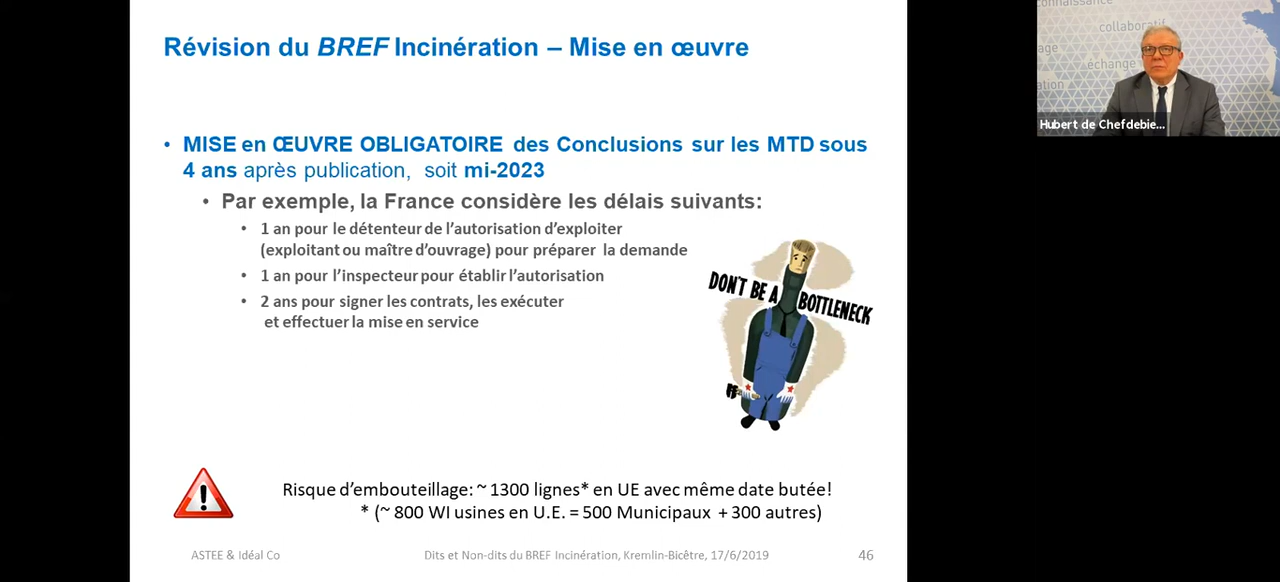 Révision du BREF Incinération – Mise en œuvre
• MISE en ŒUVRE OBLIGATOIRE des Conclusions sur les MTD sous
4 ans après publication, soit mi-2023
• Par exemple, la France considère les délais suivants:
• 1 an pour le détenteur de l'autorisation d'exploiter
(exploitant ou maître d'ouvrage) pour préparer la demande
• 1 an pour l'inspecteur pour établir l'autorisation
• 2 ans pour signer les contrats, les exécuter
et effectuer la mise en service
DON'T BE A BOTTLENECK
Risque d'embouteillage: ~ 1300 lignes* en UE avec même date butée!
* (~ 800 WI usines en U.E. = 500 Municipaux + 300 autres)
ASTEE & Idéal Co
Dits et Non-dits du BREF Incinération, Kremlin-Bicêtre, 17/6/2019
46
connaissance
collaboratif
échange
Hubert de Chefdebie...